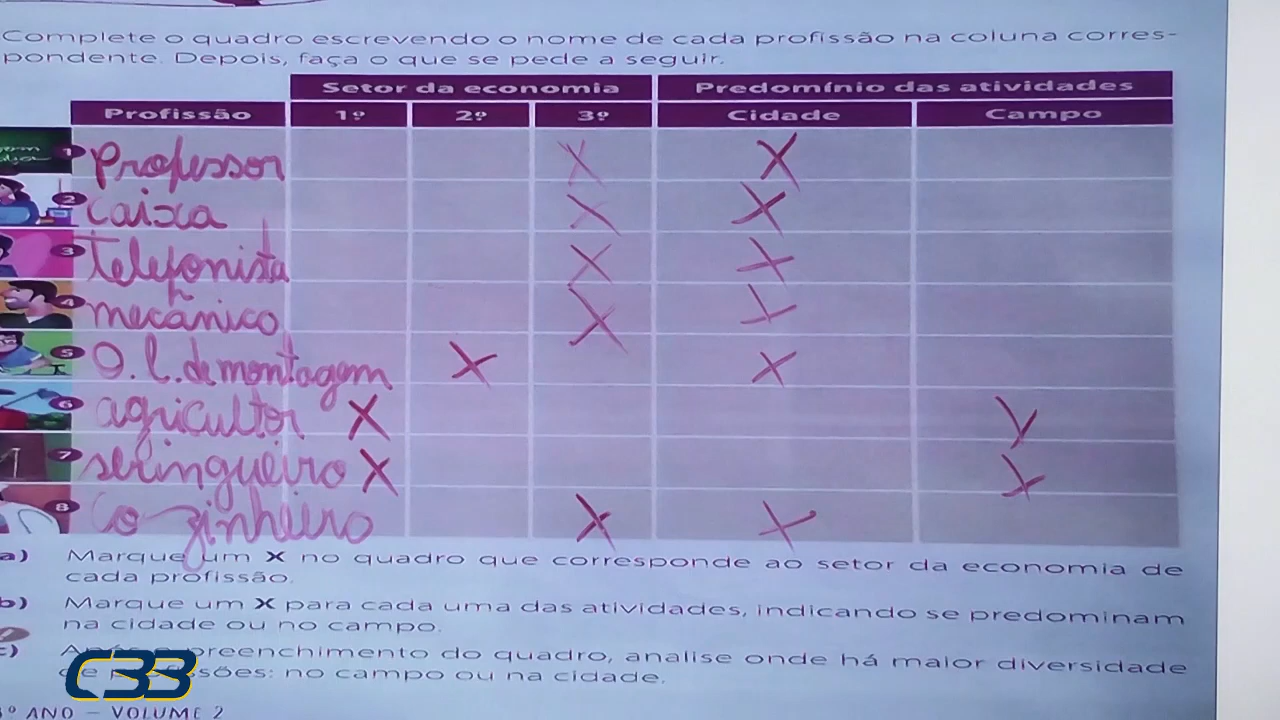 Complete o quadro escrevendo o nome de cada profissão na coluna corres-
pondente. Depois, faça o que se pede a seguir.
Setor da economia Predomínio das atividades
Profissão 1º 2º 3º Cidade Campo
1 Professor X X
2 caixa X X
3 telefonista X X
4 mecânico X X
5 O. l. de montagem X X
6 agricultor X X
7 seringueiro X X
8 cozinheiro X X
a) Marque um X no quadro que corresponde ao setor da economia de
cada profissão.
b) Marque um X para cada uma das atividades, indicando se predominam
na cidade ou no campo.
c) Após o preenchimento do quadro, analise onde há maior diversidade
de profissões: no campo ou na cidade.
C33
º ANO – VOLUME 2